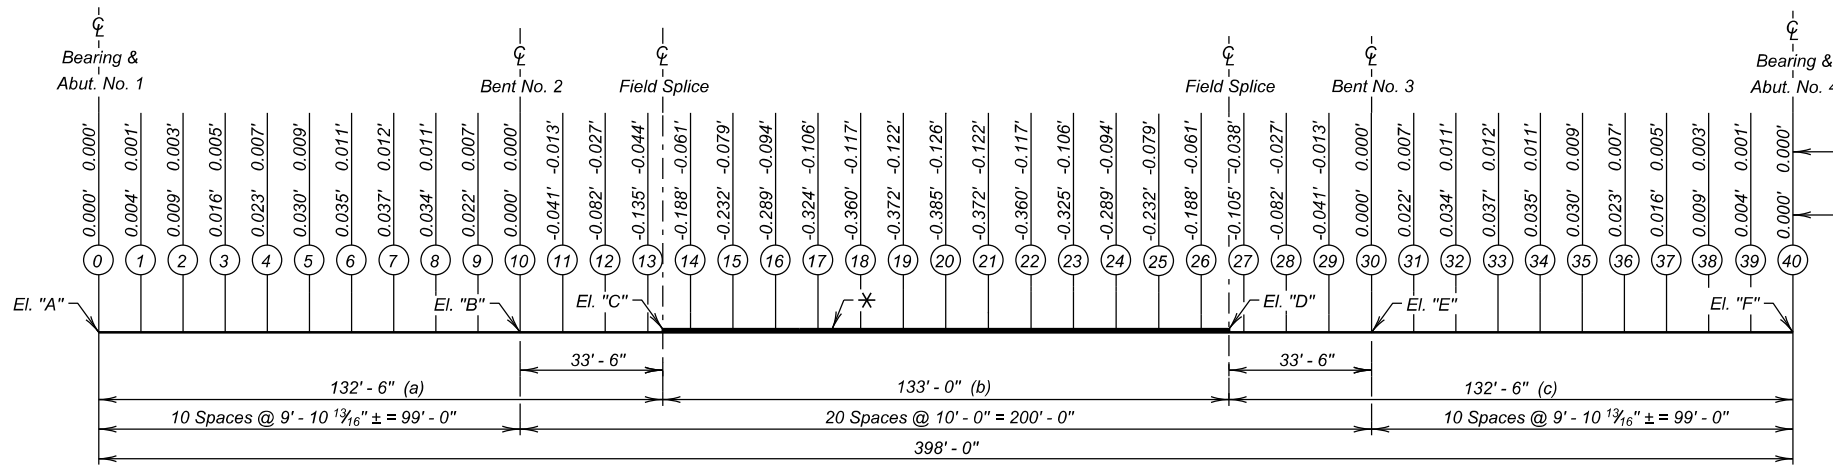 ℄
Bearing &
Abut. No. 1
℄
Bent No. 2
℄
Field Splice
℄
Field Splice
℄
Bent No. 3
℄
Bearing &
Abut. No. 4
0.000' 0.001' 0.003' 0.005' 0.007' 0.009' 0.011' 0.012' 0.011' 0.007' 0.000' -0.013' -0.027' -0.044' -0.061' -0.079' -0.094' -0.106' -0.117' -0.122' -0.126' -0.122' -0.117' -0.106' -0.094' -0.079' -0.061' -0.038' -0.027' -0.013' 0.000' 0.007' 0.011' 0.012' 0.011' 0.009' 0.007' 0.005' 0.003' 0.001' 0.000'
0.000' 0.004' 0.009' 0.016' 0.023' 0.030' 0.035' 0.037' 0.034' 0.022' 0.000' -0.041' -0.082' -0.135' -0.188' -0.232' -0.289' -0.324' -0.360' -0.372' -0.385' -0.372' -0.360' -0.325' -0.289' -0.232' -0.188' -0.105' -0.082' -0.041' 0.000' 0.022' 0.034' 0.037' 0.035' 0.030' 0.023' 0.016' 0.009' 0.004' 0.000'
0 1 2 3 4 5 6 7 8 9 10 11 12 13 14 15 16 17 18 19 20 21 22 23 24 25 26 27 28 29 30 31 32 33 34 35 36 37 38 39 40
El. "A" El. "B" El. "C" El. "D" El. "E" El. "F"
33' - 6" 33' - 6"
132' - 6" (a) 133' - 0" (b) 132' - 6" (c)
10 Spaces @ 9' - 10 13/16" ± = 99' - 0" 20 Spaces @ 10' - 0" = 200' - 0" 10 Spaces @ 9' - 10 13/16" ± = 99' - 0"
398' - 0"